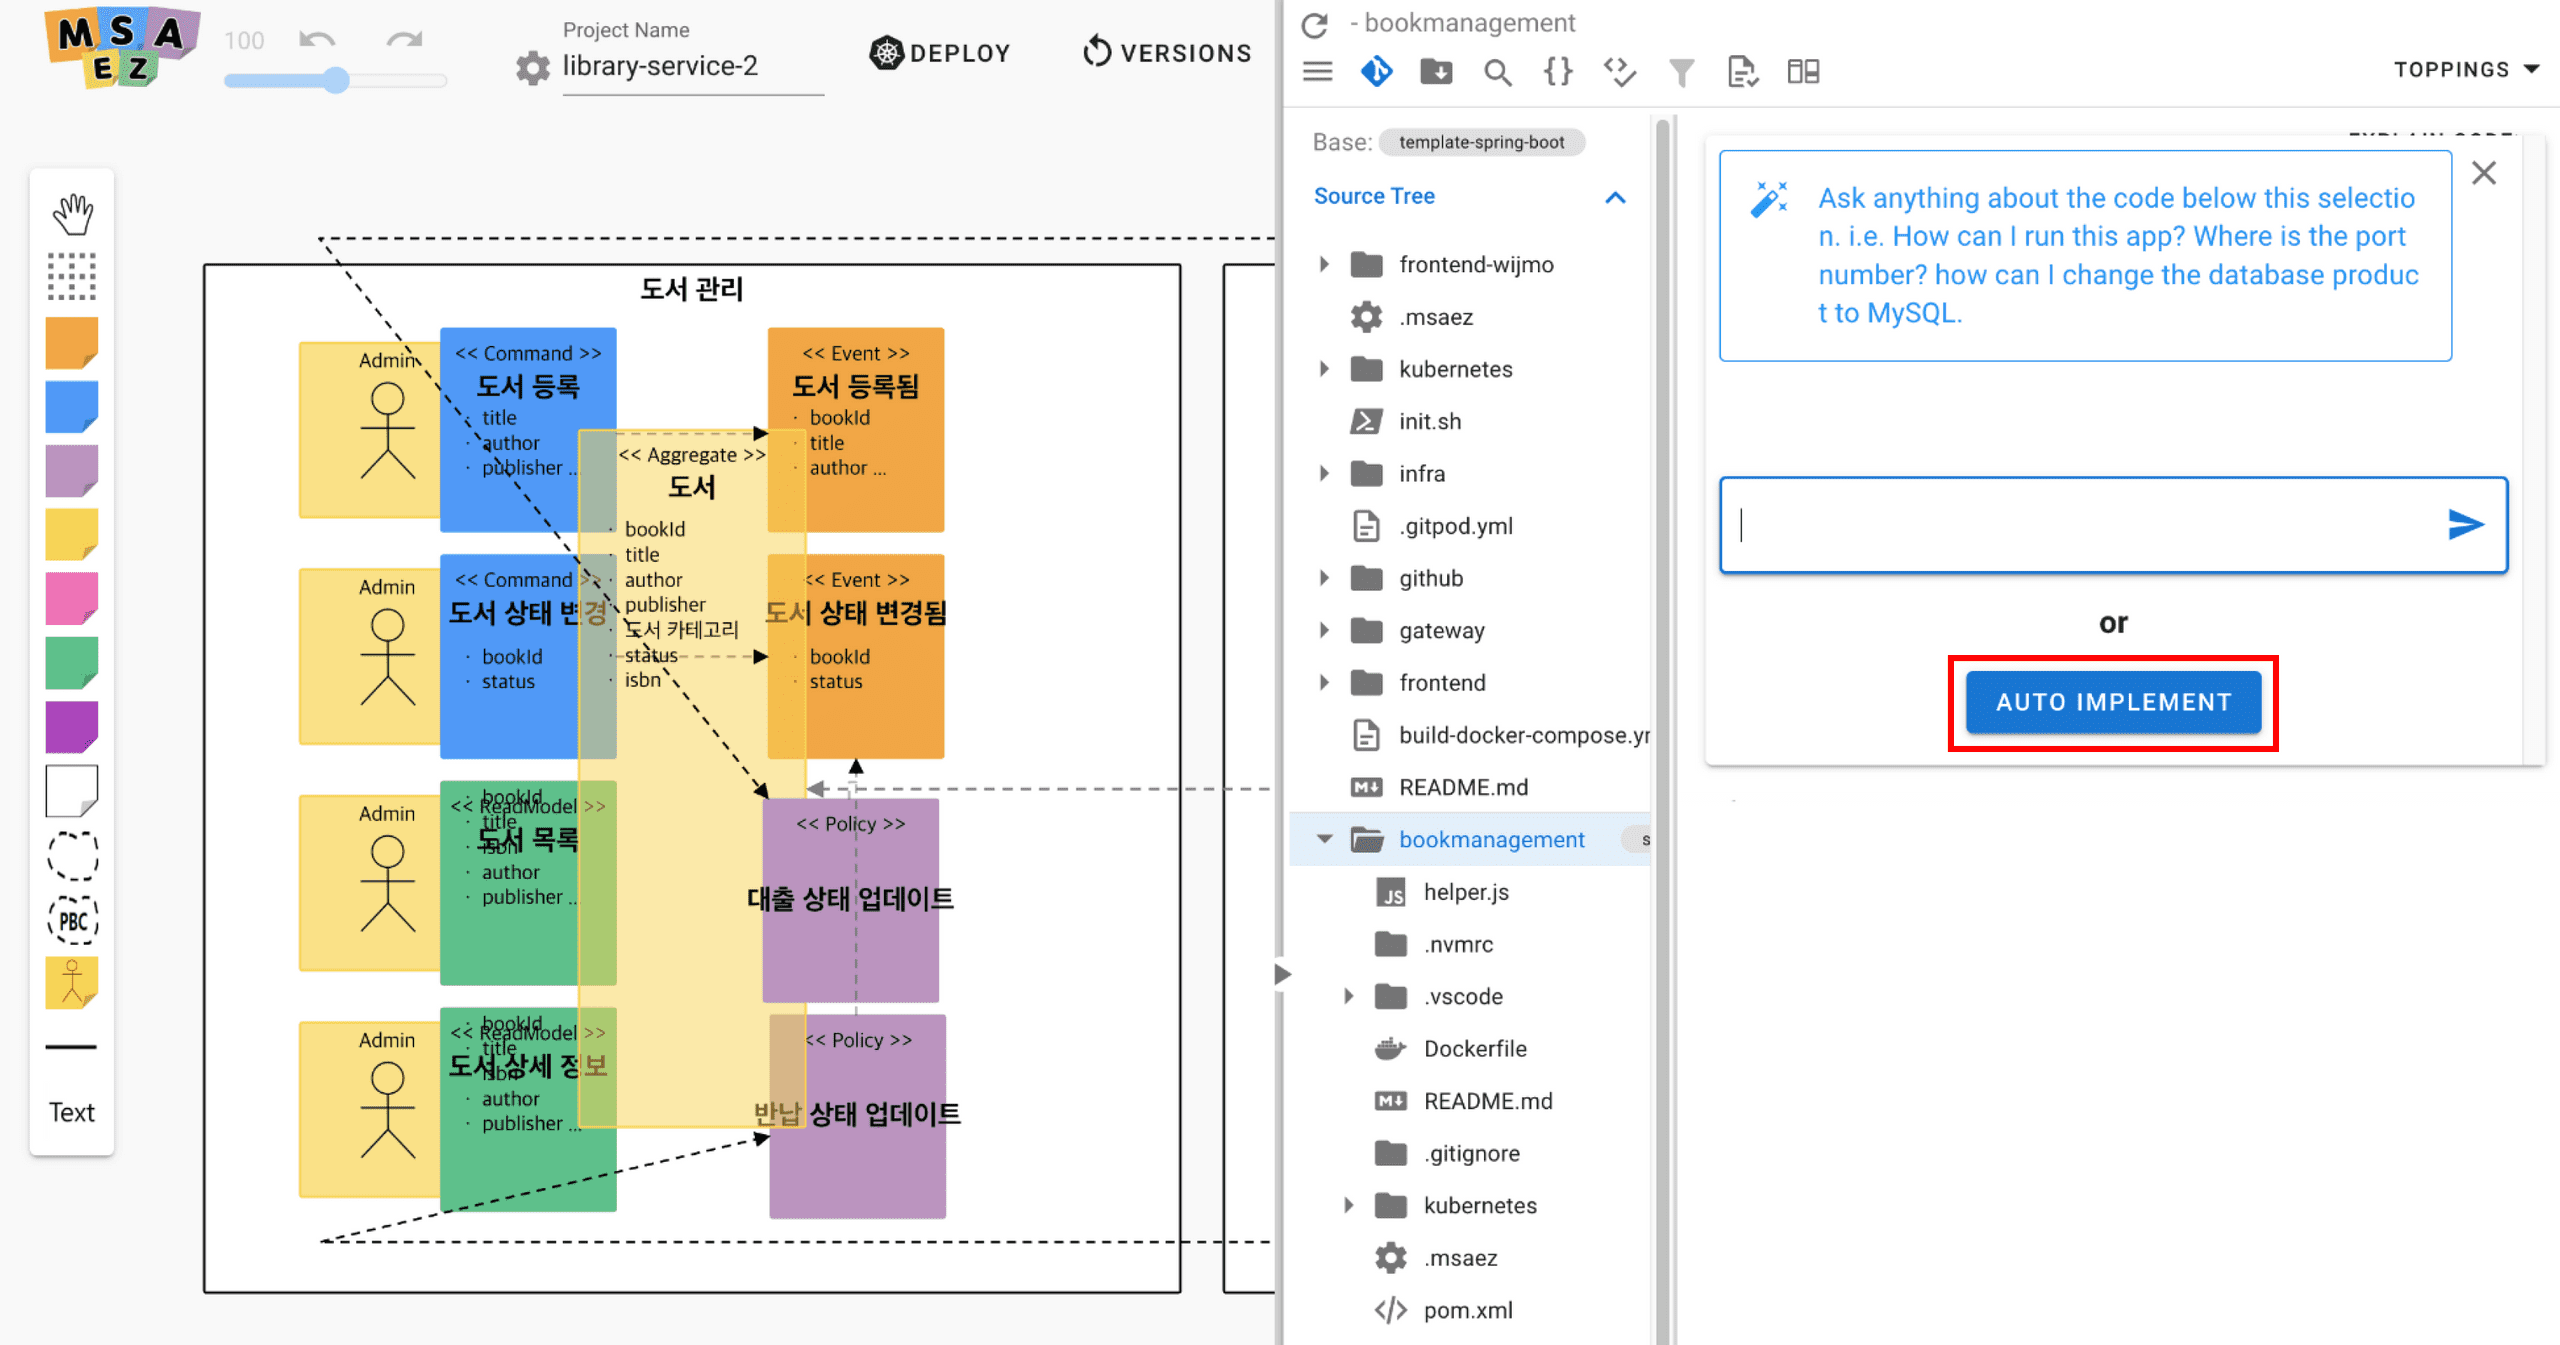 MSA
EZ
100
Project Name
library-service-2
DEPLOY
VERSIONS
- bookmanagement
TOPPINGS
Text
PBC
도서 관리
Admin
<< Command >>
도서 등록
· title
· author
· publisher ...
<< Event >>
도서 등록됨
· bookId
· title
· author ...
<< Aggregate >>
도서
· bookId
· title
· author
· publisher
· 도서 카테고리
· status
· isbn
Admin
<< Command >>
도서 상태 변경
· bookId
· status
<< Event >>
도서 상태 변경됨
· bookId
· status
Admin
<< ReadModel >>
도서 목록
· bookId
· title
· isbn
· author
· publisher ...
<< Policy >>
대출 상태 업데이트
Admin
<< ReadModel >>
도서 상세 정보
· bookId
· title
· isbn
· author
· publisher ...
<< Policy >>
반납 상태 업데이트
Base: template-spring-boot
Source Tree
frontend-wijmo
.msaez
kubernetes
init.sh
infra
.gitpod.yml
github
gateway
frontend
build-docker-compose.yr
README.md
bookmanagement
s
helper.js
.nvmrc
.vscode
Dockerfile
README.md
.gitignore
kubernetes
.msaez
pom.xml
Ask anything about the code below this selectio
n. i.e. How can I run this app? Where is the port
number? how can I change the database produc
t to MySQL.
or
AUTO IMPLEMENT